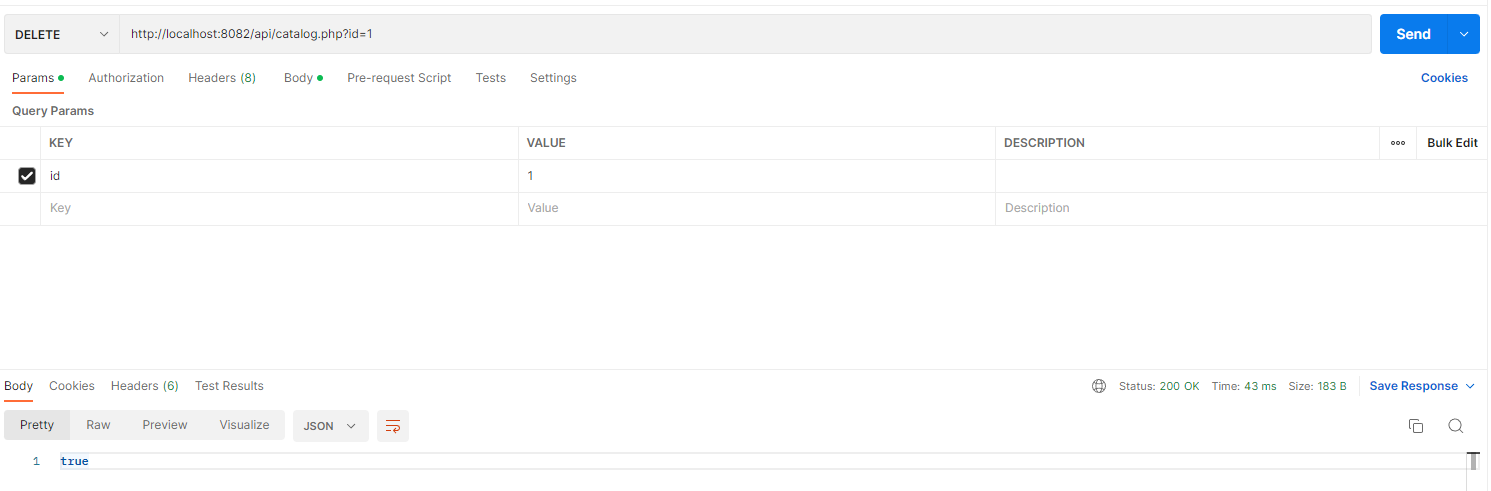 DELETE http://localhost:8082/api/catalog.php?id=1 Send
Params Authorization Headers (8) Body Pre-request Script Tests Settings Cookies
Query Params
KEY VALUE DESCRIPTION ooo Bulk Edit
id 1
Key Value Description
Body Cookies Headers (6) Test Results Status: 200 OK Time: 43 ms Size: 183 B Save Response
Pretty Raw Preview Visualize JSON
1 true